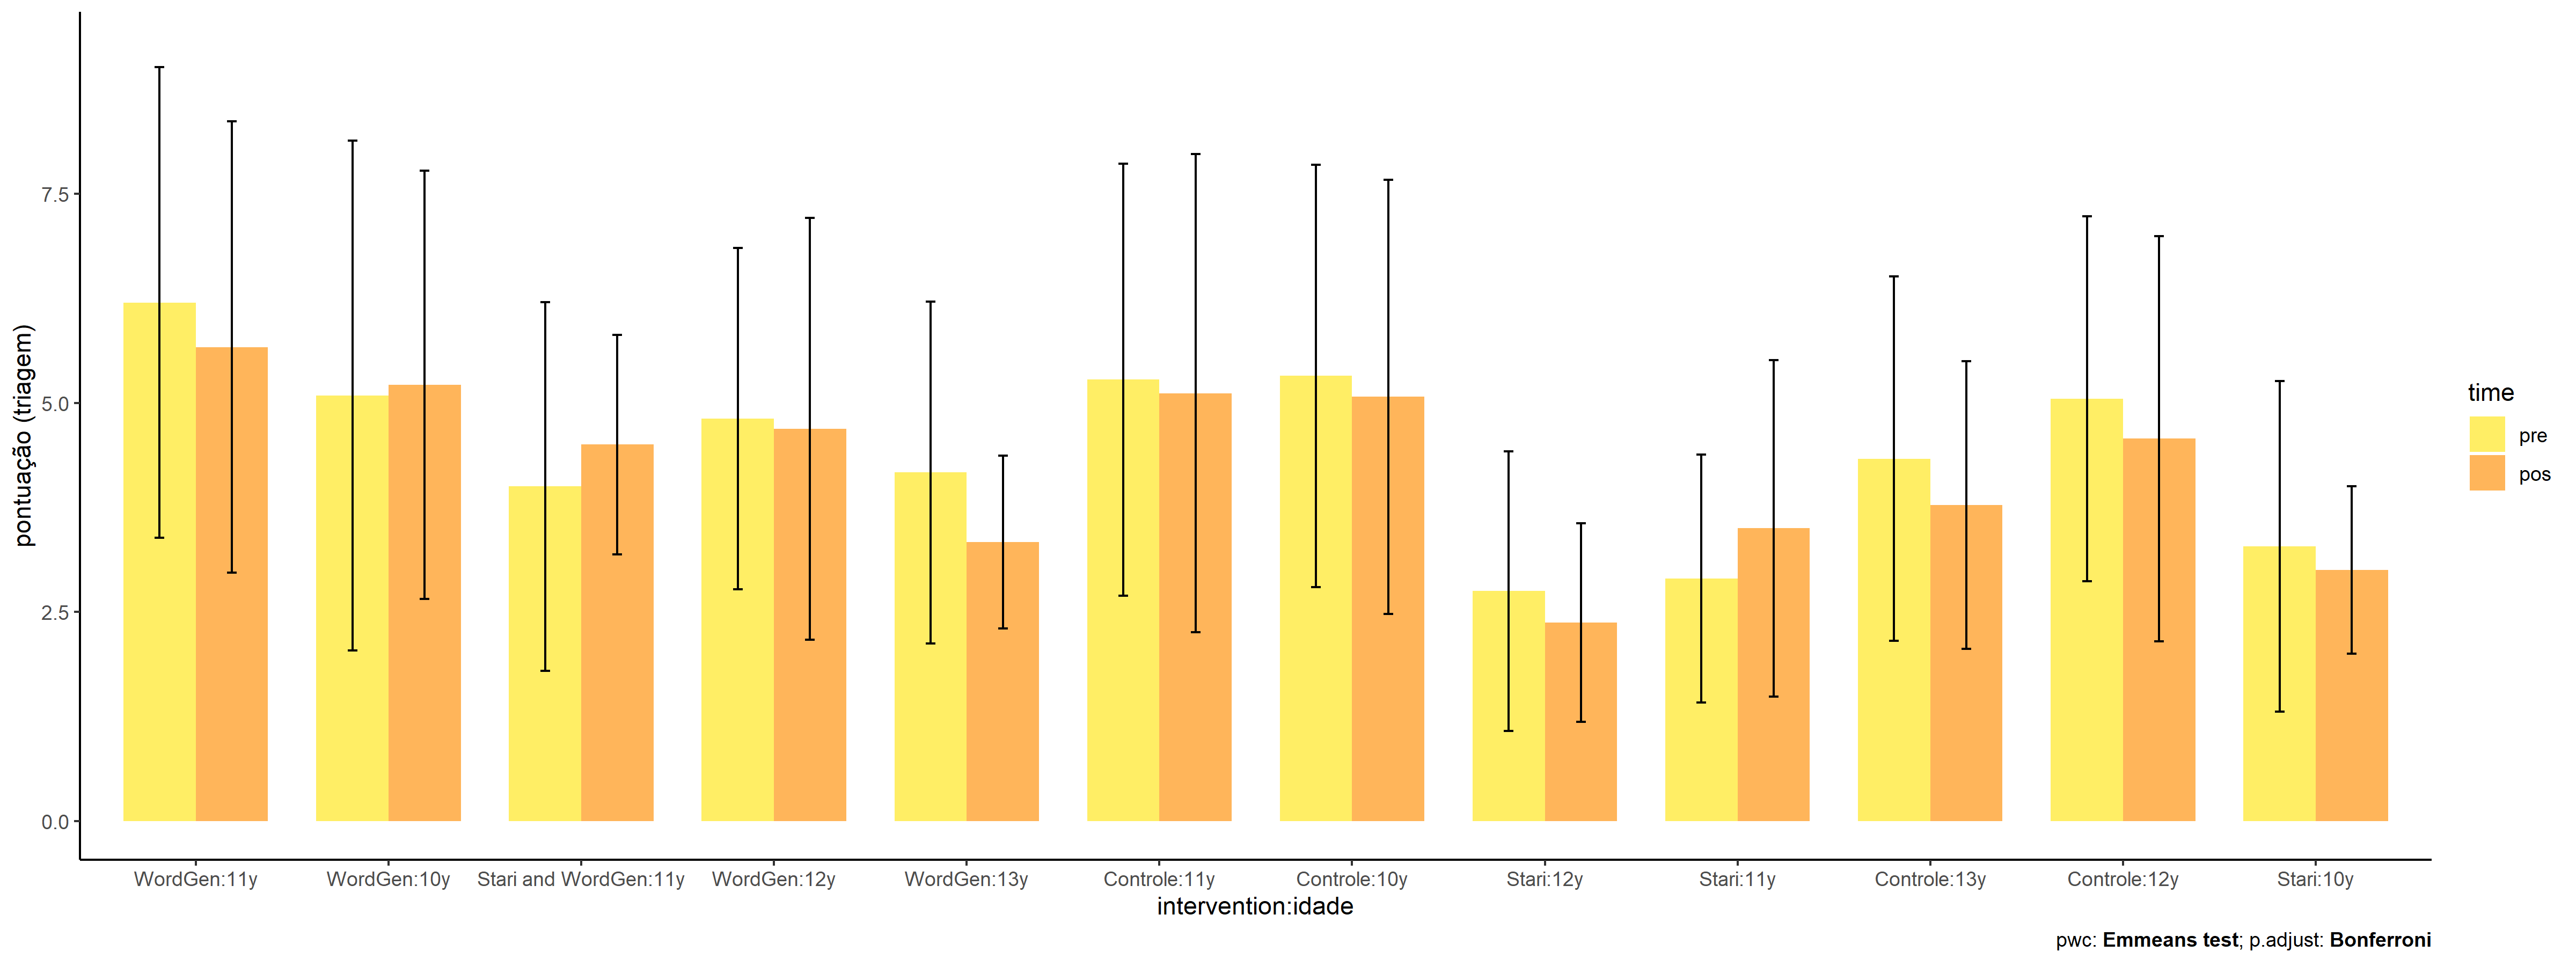 pontuação (triagem)
7.5
5.0
2.5
0.0
WordGen:11y
WordGen:10y
Stari and WordGen:11y
WordGen:12y
WordGen:13y
Controle:11y
Controle:10y
Stari:12y
Stari:11y
Controle:13y
Controle:12y
Stari:10y
intervention:idade
time
pre
pos
pwc: Emmeans test; p.adjust: Bonferroni